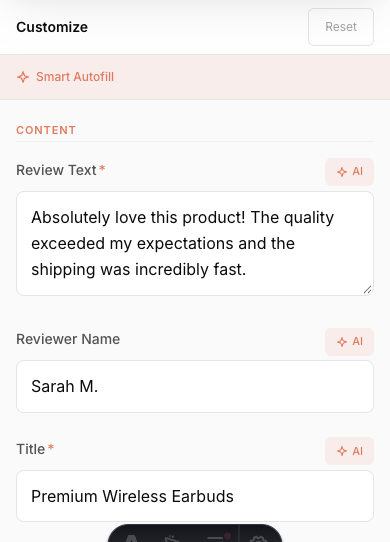 Customize
Reset
Smart Autofill
CONTENT
Review Text*
AI
Absolutely love this product! The quality
exceeded my expectations and the
shipping was incredibly fast.
Reviewer Name
AI
Sarah M.
Title*
AI
Premium Wireless Earbuds